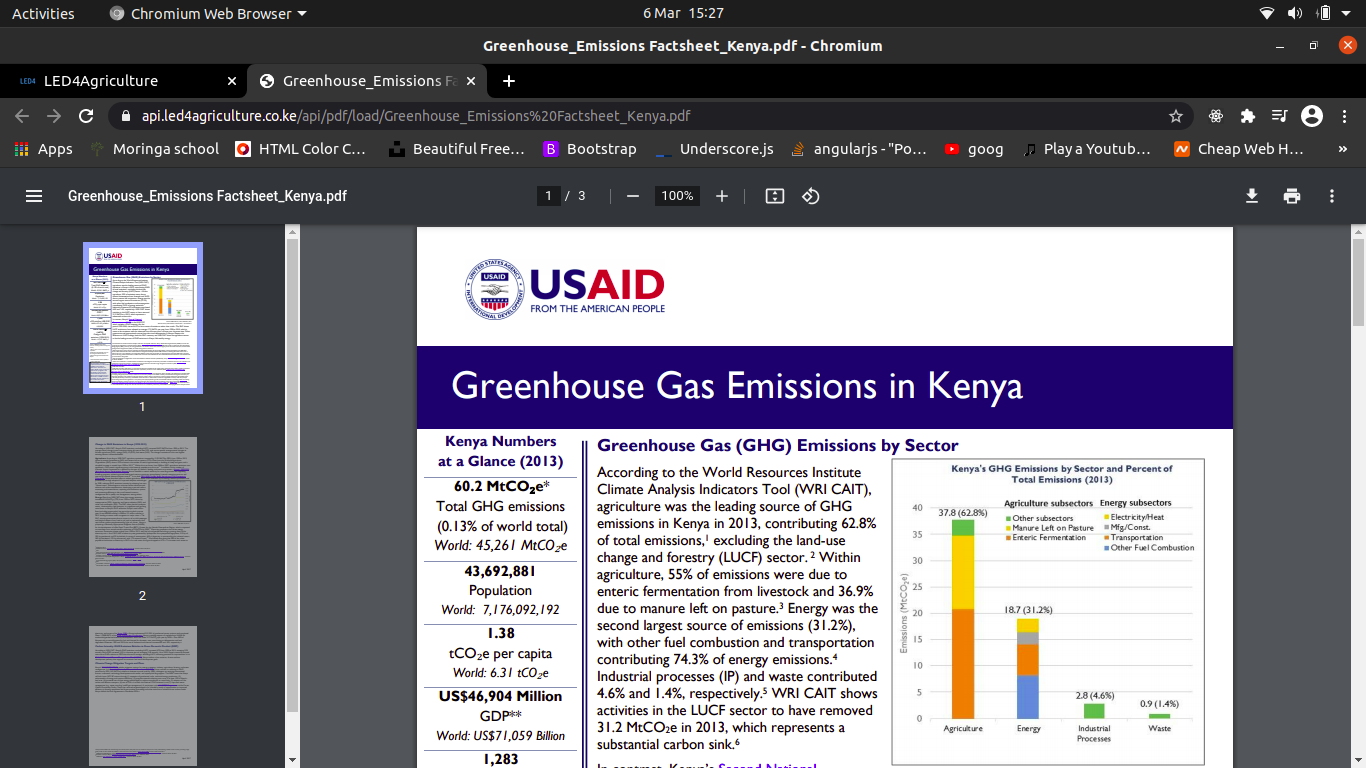 Activities
Chromium Web Browser
6 Mar 15:27
Greenhouse_Emissions Factsheet_Kenya.pdf - Chromium
LED4 LED4Agriculture
Greenhouse_Emissions Fa
api.led4agriculture.co.ke/api/pdf/load/Greenhouse_Emissions%20Factsheet_Kenya.pdf
Apps Moringa school HTML Color C... Beautiful Free... Bootstrap Underscore.js angularjs - "Po... goog Play a Youtub... Cheap Web H... »
Greenhouse_Emissions Factsheet_Kenya.pdf
1 / 3
100%
USAID
Greenhouse Gas Emissions in Kenya
1
2
UNITED STATES AGENCY
USAID
INTERNATIONAL DEVELOPMENT
USAID
FROM THE AMERICAN PEOPLE
Greenhouse Gas Emissions in Kenya
Kenya Numbers
at a Glance (2013)
60.2 MtCO₂e*
Total GHG emissions
(0.13% of world total)
World: 45,261 MtCO₂e
43,692,881
Population
World: 7,176,092,192
1.38
tCO₂e per capita
World: 6.31 tCO₂e
US$46,904 Million
GDP**
World: US$71,059 Billion
1,283
Greenhouse Gas (GHG) Emissions by Sector
According to the World Resources Institute
Climate Analysis Indicators Tool (WRI CAIT),
agriculture was the leading source of GHG
emissions in Kenya in 2013, contributing 62.8%
of total emissions,¹ excluding the land-use
change and forestry (LUCF) sector. ² Within
agriculture, 55% of emissions were due to
enteric fermentation from livestock and 36.9%
due to manure left on pasture.³ Energy was the
second largest source of emissions (31.2%),
with other fuel combustion and transportation
contributing 74.3% of energy emissions.⁴
Industrial processes (IP) and waste contributed
4.6% and 1.4%, respectively.⁵ WRI CAIT shows
activities in the LUCF sector to have removed
31.2 MtCO₂e in 2013, which represents a
substantial carbon sink.⁶
In contrast, Kenya's Second National
Kenya's GHG Emissions by Sector and Percent of
Total Emissions (2013)
Agriculture subsectors
Other subsectors
Manure Left on Pasture
Enteric Fermentation
Energy subsectors
Electricity/Heat
Mfg/Const.
Transportation
Other Fuel Combustion
Emissions (MtCO₂e)
40
35
30
25
20
15
10
5
0
37.8 (62.8%)
18.7 (31.2%)
2.8 (4.6%)
0.9 (1.4%)
Agriculture
Energy
Industrial
Processes
Waste